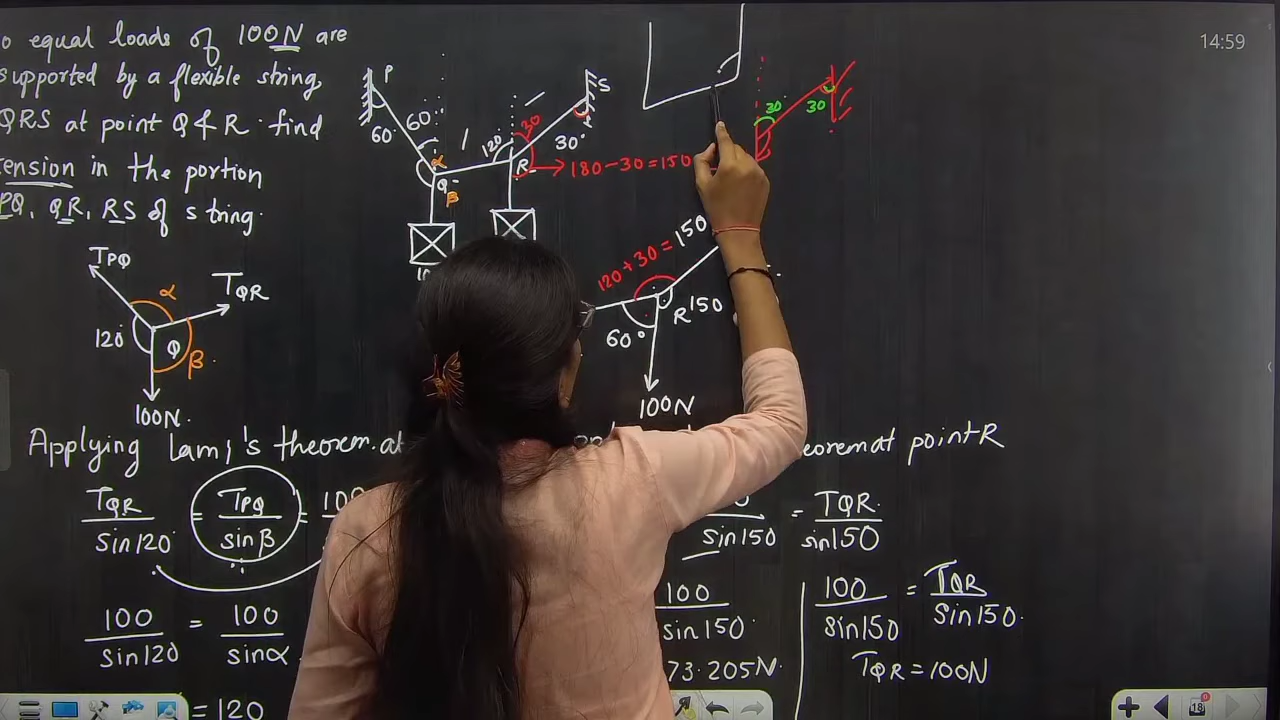 14:59
o equal loads of 100N are
supported by a flexible string
QRS at point Q & R. find
tension in the portion
PQ, QR, RS of string.
P
S
60°
60°
α
120
30
30°
R
Q
β
→ 180-30=150
30°
30
TPQ
TQR
α
120
Q
β
100N
120+30=150
60°
R
150
100N
Applying Lami's theorem at
theorem at point R
TQR/sin120 = TPQ/sinβ =
sin150 = TQR/sin150
100/sin120 = 100/sinα
100/sin150
100/sin150 = TQR/sin150
73.205N
TQR = 100N
= 120
18